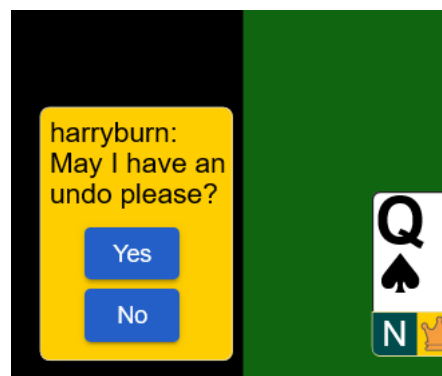 harryburn:
May I have an
undo please?
Yes
No
Q
N